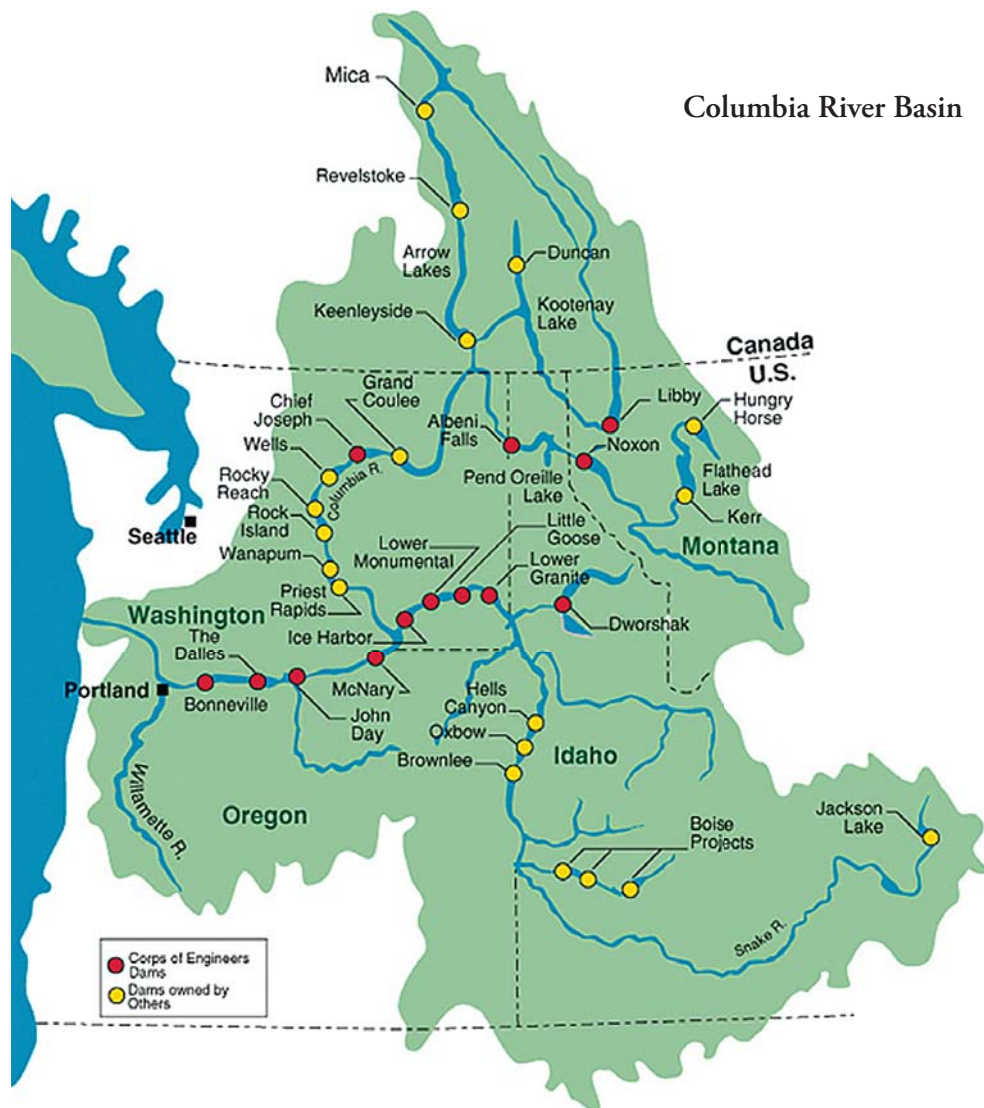 Columbia River Basin
Mica
Revelstoke
Arrow
Lakes
Duncan
Kootenay
Lake
Keenleyside
Canada
U.S.
Grand
Coulee
Chief
Joseph
Wells
Albeni
Falls
Libby
Hungry
Horse
Noxon
Columbia R.
Rocky
Reach
Pend Oreille
Lake
Flathead
Lake
Kerr
Rock
Island
Seattle
Little
Goose
Lower
Monumental
Lower
Granite
Montana
Wanapum
Priest
Rapids
Washington
Ice Harbor
Dworshak
The
Dalles
Portland
Bonneville
McNary
John
Day
Hells
Canyon
Oxbow
Brownlee
Idaho
Willamette R.
Oregon
Boise
Projects
Jackson
Lake
Snake R.
Corps of Engineers
Dams
Dams owned by
Others